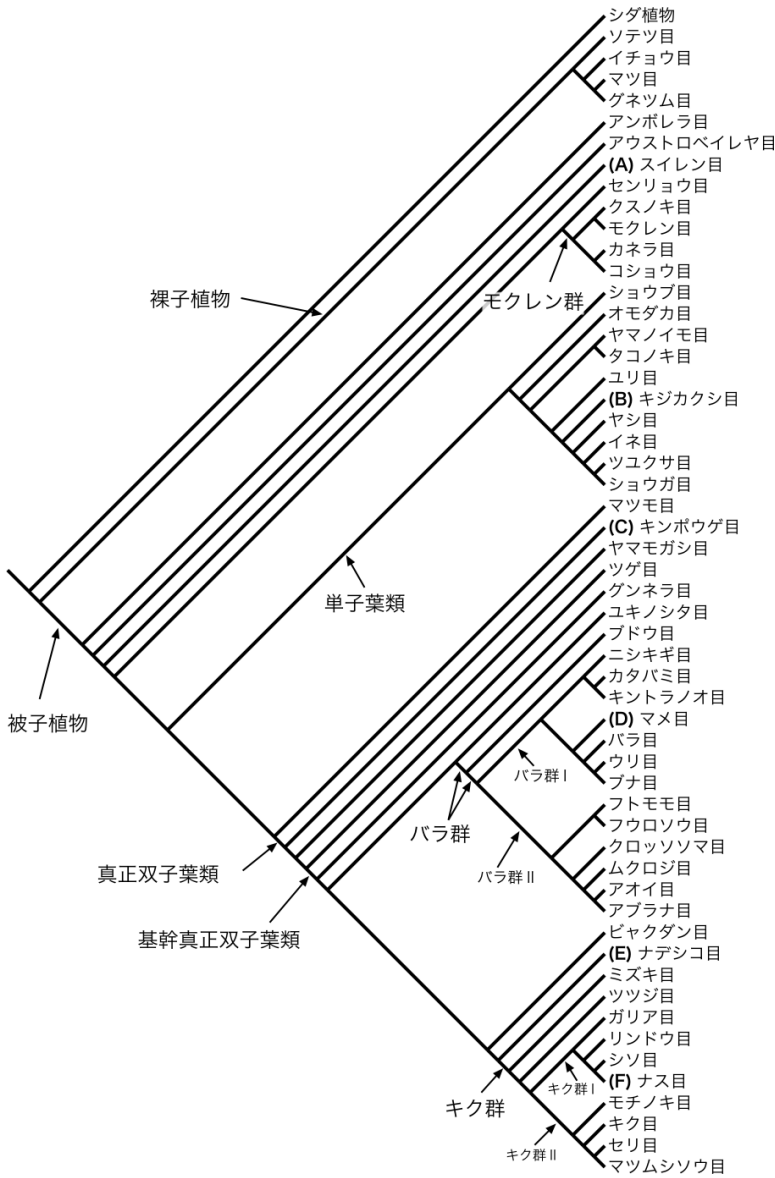 シダ植物
ソテツ目
イチョウ目
マツ目
グネツム目
アンボレラ目
アウストロベイレヤ目
(A) スイレン目
センリョウ目
クスノキ目
モクレン目
カネラ目
コショウ目
裸子植物
モクレン群
ショウブ目
オモダカ目
ヤマノイモ目
タコノキ目
ユリ目
(B) キジカクシ目
ヤシ目
イネ目
ツユクサ目
ショウガ目
マツモ目
(C) キンポウゲ目
ヤマモガシ目
ツゲ目
単子葉類
グンネラ目
ユキノシタ目
ブドウ目
ニシキギ目
カタバミ目
キントラノオ目
被子植物
(D) マメ目
バラ目
ウリ目
バラ群 I
ブナ目
フトモモ目
フウロソウ目
バラ群
クロッソソマ目
ムクロジ目
真正双子葉類
バラ群 II
アオイ目
アブラナ目
ビャクダン目
基幹真正双子葉類
(E) ナデシコ目
ミズキ目
ツツジ目
ガリア目
リンドウ目
シソ目
(F) ナス目
キク群 I
キク群
モチノキ目
キク目
セリ目
キク群 II
マツムシソウ目